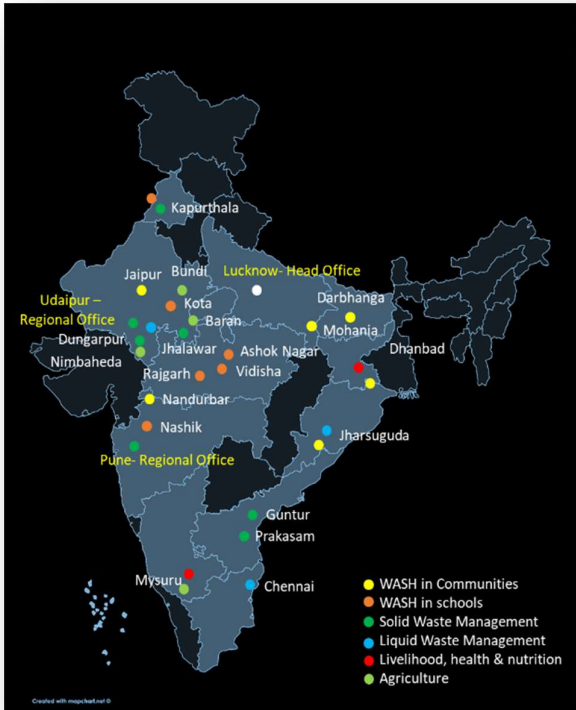 Kapurthala
Jaipur
Bundi
Lucknow- Head Office
Kota
Darbhanga
Udaipur –
Regional Office
Baran
Mohania
Dungarpur
Jhalawar
Ashok Nagar
Dhanbad
Nimbaheda
Rajgarh
Vidisha
Nandurbar
Nashik
Jharsuguda
Pune- Regional Office
Guntur
Prakasam
Mysuru
Chennai
WASH in Communities
WASH in schools
Solid Waste Management
Liquid Waste Management
Livelihood, health & nutrition
Agriculture
Created with mapchart.net ©